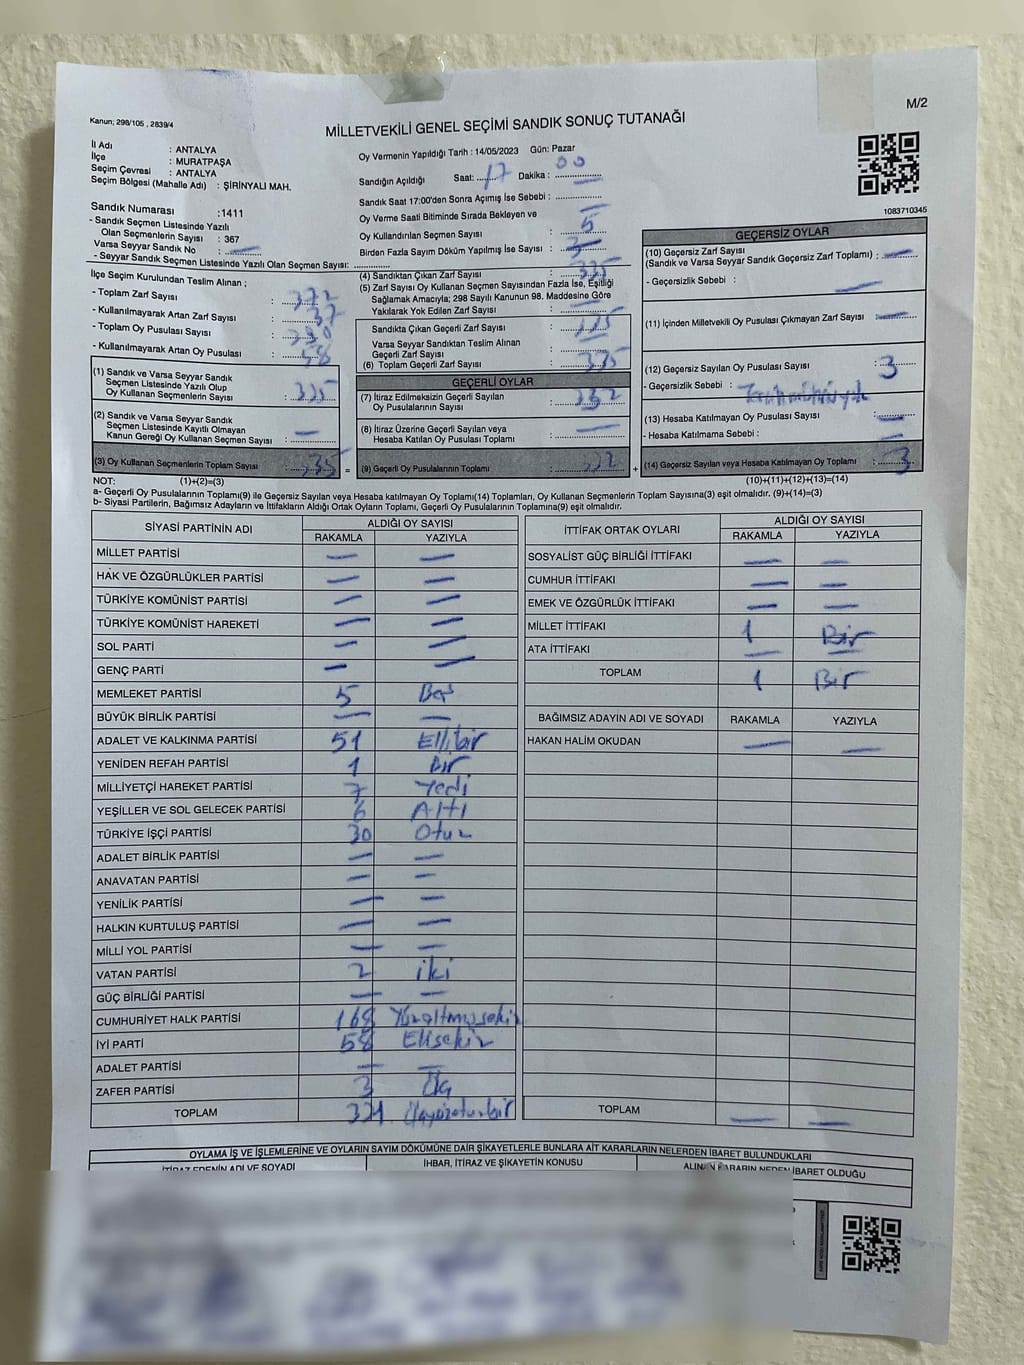 M/2
Kanun; 298/105 , 2839/4
MİLLETVEKİLİ GENEL SEÇİMİ SANDIK SONUÇ TUTANAĞI
İl Adı : ANTALYA
İlçe : MURATPAŞA
Seçim Çevresi : ANTALYA
Seçim Bölgesi (Mahalle Adı) : ŞİRİNYALI MAH.
Sandık Numarası :1411
- Sandık Seçmen Listesinde Yazılı
Olan Seçmenlerin Sayısı : 367
Varsa Seyyar Sandık No : —
- Seyyar Sandık Seçmen Listesinde Yazılı Olan Seçmen Sayısı:
İlçe Seçim Kurulundan Teslim Alınan ;
- Toplam Zarf Sayısı : 372
- Kullanılmayarak Artan Zarf Sayısı : 37
- Toplam Oy Pusulası Sayısı :
- Kullanılmayarak Artan Oy Pusulası : 58
(1) Sandık ve Varsa Seyyar Sandık
Seçmen Listesinde Yazılı Olup
Oy Kullanan Seçmenlerin Sayısı : 335
(2) Sandık ve Varsa Seyyar Sandık
Seçmen Listesinde Kayıtlı Olmayan
Kanun Gereği Oy Kullanan Seçmen Sayısı : —
(3) Oy Kullanan Seçmenlerin Toplam Sayısı : 335 =
Oy Vermenin Yapıldığı Tarih : 14/05/2023 Gün: Pazar
Sandığın Açıldığı Saat: 17 Dakika : 00
Sandık Saat 17:00'den Sonra Açımış İse Sebebi : —
Oy Verme Saati Bitiminde Sırada Bekleyen ve
Oy Kullandırılan Seçmen Sayısı : 5
Birden Fazla Sayım Döküm Yapılmış İse Sayısı :
(4) Sandıktan Çıkan Zarf Sayısı : 335
(5) Zarf Sayısı Oy Kullanan Seçmen Sayısından Fazla İse, Eşitliği
Sağlamak Amacıyla; 298 Sayılı Kanunun 98. Maddesine Göre
Yakılarak Yok Edilen Zarf Sayısı : —
Sandıkta Çıkan Geçerli Zarf Sayısı : 335
Varsa Seyyar Sandıktan Teslim Alınan
Geçerli Zarf Sayısı : —
(6) Toplam Geçerli Zarf Sayısı : 335
GEÇERLİ OYLAR
(7) İtiraz Edilmeksizin Geçerli Sayılan
Oy Pusulalarının Sayısı : 332
(8) İtiraz Üzerine Geçerli Sayılan veya
Hesaba Katılan Oy Pusulası Toplamı : —
(9) Geçerli Oy Pusulalarının Toplamı : 332 +
1083710345
GEÇERSİZ OYLAR
(10) Geçersiz Zarf Sayısı
(Sandık ve Varsa Seyyar Sandık Geçersiz Zarf Toplamı) : —
- Geçersizlik Sebebi : —
(11) İçinden Milletvekili Oy Pusulası Çıkmayan Zarf Sayısı : —
(12) Geçersiz Sayılan Oy Pusulası Sayısı : 3
- Geçersizlik Sebebi :
(13) Hesaba Katılmayan Oy Pusulası Sayısı : —
- Hesaba Katılmama Sebebi : —
(14) Geçersiz Sayılan veya Hesaba Katılmayan Oy Toplamı : 3
NOT: (1)+(2)=(3) (10)+(11)+(12)+(13)=(14)
a- Geçerli Oy Pusulalarının Toplamı(9) ile Geçersiz Sayılan veya Hesaba katılmayan Oy Toplamı(14) Toplamları, Oy Kullanan Seçmenlerin Toplam Sayısına(3) eşit olmalıdır. (9)+(14)=(3)
b- Siyasi Partilerin, Bağımsız Adayların ve İttifakların Aldığı Ortak Oyların Toplamı, Geçerli Oy Pusulalarının Toplamına(9) eşit olmalıdır.
SİYASİ PARTİNİN ADI ALDIĞI OY SAYISI
RAKAMLA YAZIYLA
MİLLET PARTİSİ — —
HAK VE ÖZGÜRLÜKLER PARTİSİ — —
TÜRKİYE KOMÜNİST PARTİSİ — —
TÜRKİYE KOMÜNİST HAREKETİ — —
SOL PARTİ — —
GENÇ PARTİ — —
MEMLEKET PARTİSİ 5 Beş
BÜYÜK BİRLİK PARTİSİ — —
ADALET VE KALKINMA PARTİSİ 51 Ellibir
YENİDEN REFAH PARTİSİ 1 Bir
MİLLİYETÇİ HAREKET PARTİSİ 7 Yedi
YEŞİLLER VE SOL GELECEK PARTİSİ 6 Altı
TÜRKİYE İŞÇİ PARTİSİ 30 Otuz
ADALET BİRLİK PARTİSİ — —
ANAVATAN PARTİSİ — —
YENİLİK PARTİSİ — —
HALKIN KURTULUŞ PARTİSİ — —
MİLLİ YOL PARTİSİ — —
VATAN PARTİSİ 2 iki
GÜÇ BİRLİĞİ PARTİSİ — —
CUMHURİYET HALK PARTİSİ 168 Yüzaltmışsekiz
İYİ PARTİ 58 Elisekiz
ADALET PARTİSİ — —
ZAFER PARTİSİ 3 Üç
TOPLAM 331 Üçyüzotuzbir
İTTİFAK ORTAK OYLARI ALDIĞI OY SAYISI
RAKAMLA YAZIYLA
SOSYALİST GÜÇ BİRLİĞİ İTTİFAKI — —
CUMHUR İTTİFAKI — —
EMEK VE ÖZGÜRLÜK İTTİFAKI — —
MİLLET İTTİFAKI 1 Bir
ATA İTTİFAKI — —
TOPLAM 1 Bir
BAĞIMSIZ ADAYIN ADI VE SOYADI RAKAMLA YAZIYLA
HAKAN HALİM OKUDAN — —
TOPLAM — —
OYLAMA İŞ VE İŞLEMLERİNE VE OYLARIN SAYIM DÖKÜMÜNE DAİR ŞİKAYETLERLE BUNLARA AİT KARARLARIN NELERDEN İBARET BULUNDUKLARI
İTİRAZ EDENİN ADI VE SOYADI İHBAR, İTİRAZ VE ŞİKAYETİN KONUSU ALINAN KARARIN NEDEN İBARET OLDUĞU